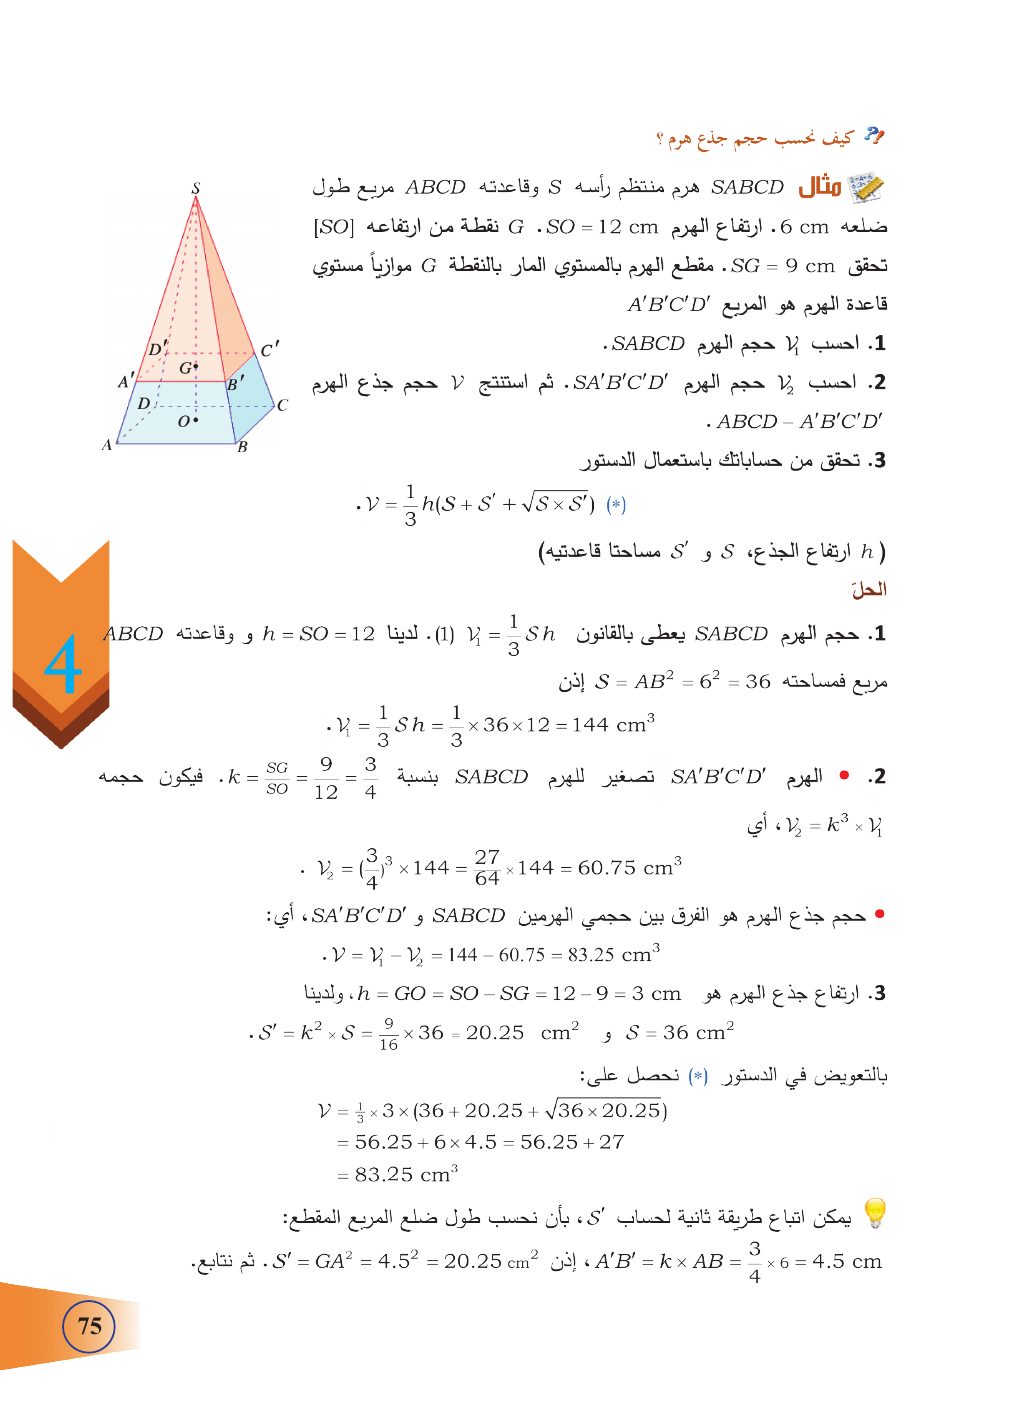 كيف نحسب حجم جذع هرم ؟
مثال SABCD هرم منتظم رأسه S وقاعدته ABCD مربع طول
ضلعه 6 cm. ارتفاع الهرم SO = 12 cm. G نقطة من ارتفاعه [SO]
تحقق SG = 9 cm. مقطع الهرم بالمستوي المار بالنقطة G موازياً مستوي
قاعدة الهرم هو المربع A'B'C'D'
1. احسب V₁ حجم الهرم SABCD.
2. احسب V₂ حجم الهرم SA'B'C'D'. ثم استنتج V حجم جذع الهرم
ABCD – A'B'C'D'.
3. تحقق من حساباتك باستعمال الدستور
(*) V = 1/3 h(S + S' + √(S × S')).
( h ارتفاع الجذع، S و S' مساحتا قاعدتيه)
S
D'
C'
G
A'
B'
D
C
O
A
B
الحلّ
1. حجم الهرم SABCD يعطى بالقانون V₁ = 1/3 S h (1). لدينا h = SO = 12 و وقاعدته ABCD
مربع فمساحته S = AB² = 6² = 36 إذن
V₁ = 1/3 S h = 1/3 × 36 × 12 = 144 cm³.
2. • الهرم SA'B'C'D' تصغير للهرم SABCD بنسبة k = SG/SO = 9/12 = 3/4. فيكون حجمه
V₂ = k³ × V₁، أي
V₂ = (3/4)³ × 144 = 27/64 × 144 = 60.75 cm³ .
• حجم جذع الهرم هو الفرق بين حجمي الهرمين SABCD و SA'B'C'D'، أي:
V = V₁ – V₂ = 144 – 60.75 = 83.25 cm³.
3. ارتفاع جذع الهرم هو h = GO = SO – SG = 12 – 9 = 3 cm، ولدينا
S = 36 cm² و S' = k² × S = 9/16 × 36 = 20.25 cm².
بالتعويض في الدستور (*) نحصل على:
V = 1/3 × 3 × (36 + 20.25 + √(36 × 20.25))
= 56.25 + 6 × 4.5 = 56.25 + 27
= 83.25 cm³
يمكن اتباع طريقة ثانية لحساب S'، بأن نحسب طول ضلع المربع المقطع:
A'B' = k × AB = 3/4 × 6 = 4.5 cm، إذن S' = GA² = 4.5² = 20.25 cm². ثم نتابع.
4
75